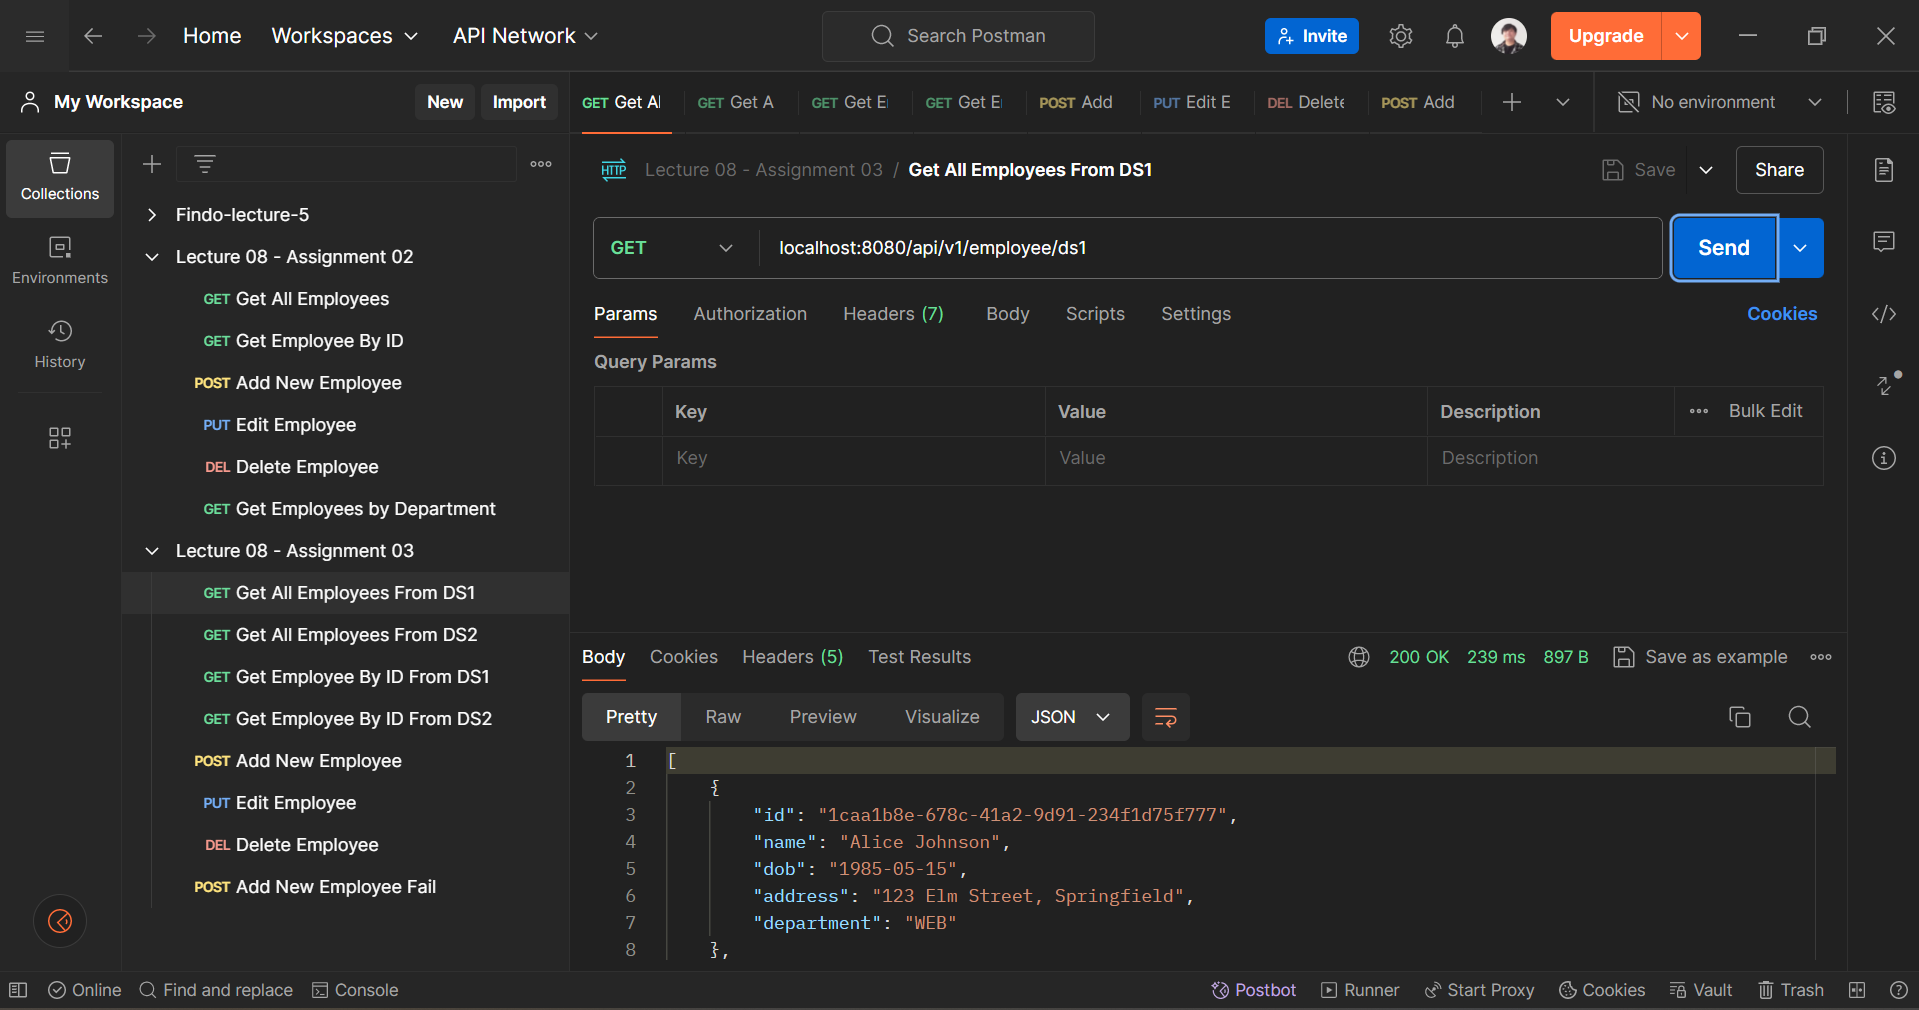 Home Workspaces API Network Search Postman Invite Upgrade
My Workspace New Import
GET Get Al GET Get A GET Get E GET Get E POST Add PUT Edit E DEL Delete POST Add No environment
Collections
Environments
History
Findo-lecture-5
Lecture 08 - Assignment 02
GET Get All Employees
GET Get Employee By ID
POST Add New Employee
PUT Edit Employee
DEL Delete Employee
GET Get Employees by Department
Lecture 08 - Assignment 03
GET Get All Employees From DS1
GET Get All Employees From DS2
GET Get Employee By ID From DS1
GET Get Employee By ID From DS2
POST Add New Employee
PUT Edit Employee
DEL Delete Employee
POST Add New Employee Fail
HTTP Lecture 08 - Assignment 03 / Get All Employees From DS1 Save Share
GET localhost:8080/api/v1/employee/ds1 Send
Params Authorization Headers (7) Body Scripts Settings Cookies
Query Params
Key Value Description Bulk Edit
Key Value Description
Body Cookies Headers (5) Test Results 200 OK 239 ms 897 B Save as example
Pretty Raw Preview Visualize JSON
1 [
2 {
3 "id": "1caa1b8e-678c-41a2-9d91-234f1d75f777",
4 "name": "Alice Johnson",
5 "dob": "1985-05-15",
6 "address": "123 Elm Street, Springfield",
7 "department": "WEB"
8 },
Online Find and replace Console Postbot Runner Start Proxy Cookies Vault Trash